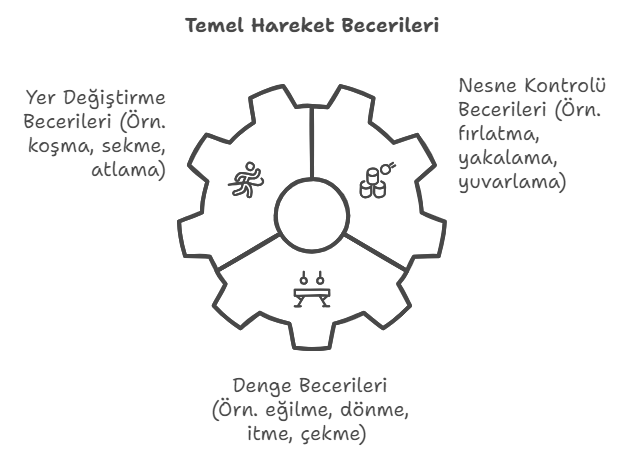 Temel Hareket Becerileri
Yer Değiştirme
Becerileri (Örn.
koşma, sekme,
atlama)
Nesne Kontrolü
Becerileri (Örn.
fırlatma,
yakalama,
yuvarlama)
Denge Becerileri
(Örn. eğilme, dönme,
itme, çekme)